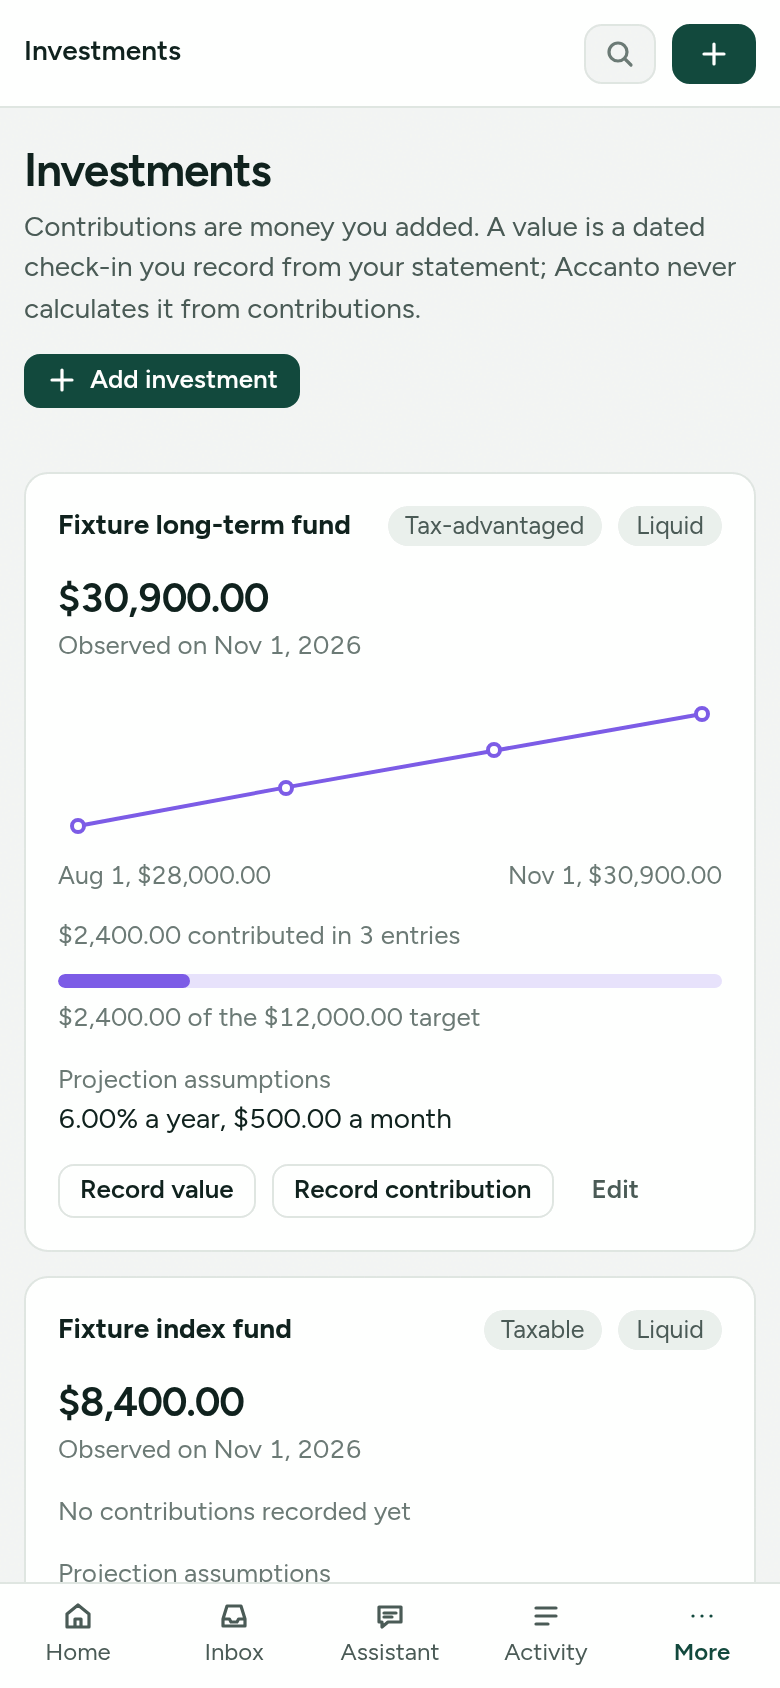 Investments
Investments
Contributions are money you added. A value is a dated
check-in you record from your statement; Accanto never
calculates it from contributions.
Add investment
Fixture long-term fund Tax-advantaged Liquid
$30,900.00
Observed on Nov 1, 2026
Aug 1, $28,000.00 Nov 1, $30,900.00
$2,400.00 contributed in 3 entries
$2,400.00 of the $12,000.00 target
Projection assumptions
6.00% a year, $500.00 a month
Record value Record contribution Edit
Fixture index fund Taxable Liquid
$8,400.00
Observed on Nov 1, 2026
No contributions recorded yet
Projection assumptions
Home Inbox Assistant Activity More